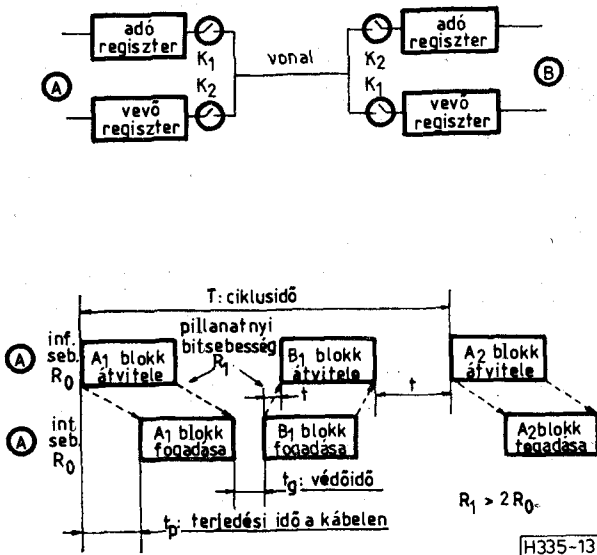 adó
regiszter
K1
K2
vevő
regiszter
A
vonal
K2
K1
adó
regiszter
vevő
regiszter
B
T: ciklusidő
A
inf.
seb.
R0
A1 blokk
átvitele
pillanatnyi
bitsebesség
R1
B1 blokk
átvitele
t
t
A2 blokk
átvitele
A
int
seb.
R0
A1 blokk
fogadása
B1 blokk
fogadása
A2 blokk
fogadása
tg: védőidő
tp: terjedési idő a kábelen
R1 > 2R0.
H335-13